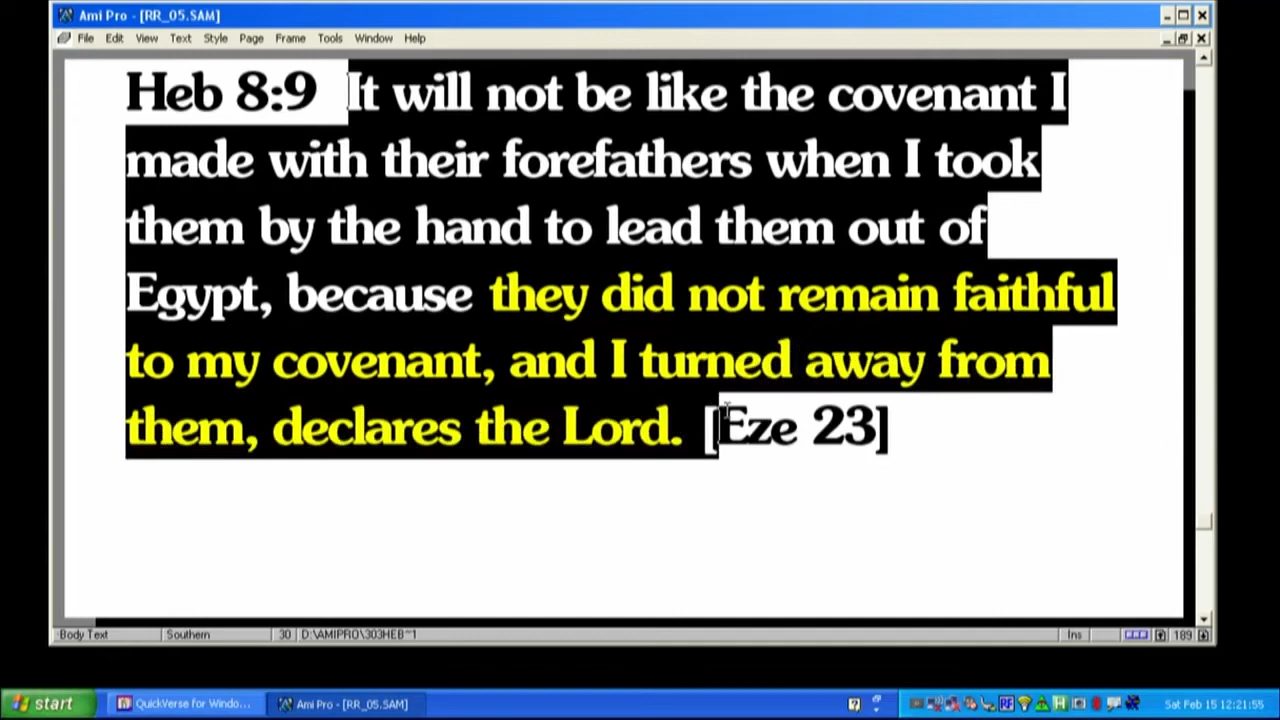 Ami Pro - [RR_05.SAM]
File Edit View Text Style Page Frame Tools Window Help
Heb 8:9 It will not be like the covenant I
made with their forefathers when I took
them by the hand to lead them out of
Egypt, because they did not remain faithful
to my covenant, and I turned away from
them, declares the Lord. [Eze 23]
Body Text Southern 30 D:\AMIPRO\303HEB~1 Ins 189
start QuickVerse for Windo... Ami Pro - [RR_05.SAM] RF H Sat Feb 15 12:21:55